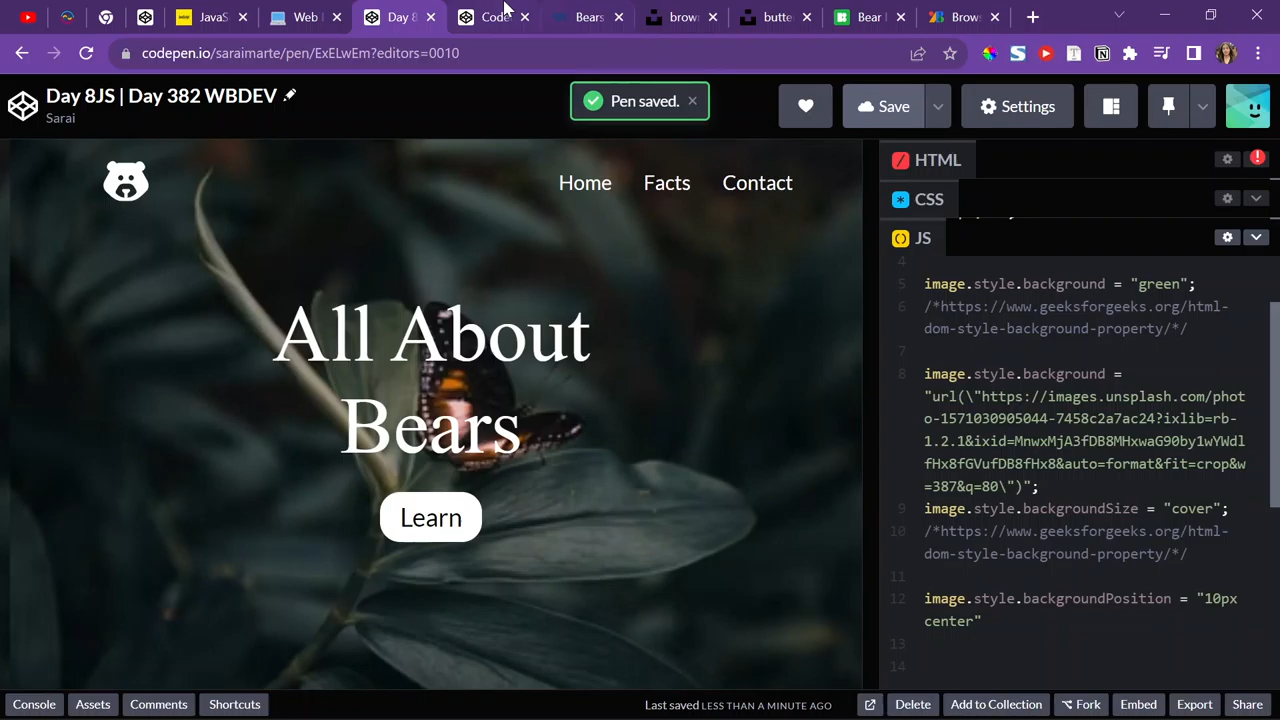 JavaS
Web
Day 8
Code
Bears
brow
butte
Bear
Brows
codepen.io/saraimarte/pen/ExELwEm?editors=0010
Day 8JS | Day 382 WBDEV
Sarai
Pen saved.
Save
Settings
HTML
CSS
JS
Home
Facts
Contact
All About
Bears
Learn
4
5 image.style.background = "green";
6 /*https://www.geeksforgeeks.org/html-
dom-style-background-property/*/
7
8 image.style.background =
"url(\"https://images.unsplash.com/phot
o-1571030905044-7458c2a7ac24?ixlib=rb-
1.2.1&ixid=MnwxMjA3fDB8MHxwaG90by1wYWdl
fHx8fGVufDB8fHx8&auto=format&fit=crop&w
=387&q=80\")";
9 image.style.backgroundSize = "cover";
10 /*https://www.geeksforgeeks.org/html-
dom-style-background-property/*/
11
12 image.style.backgroundPosition = "10px
center"
13
14
Console
Assets
Comments
Shortcuts
Last saved LESS THAN A MINUTE AGO
Delete
Add to Collection
Fork
Embed
Export
Share